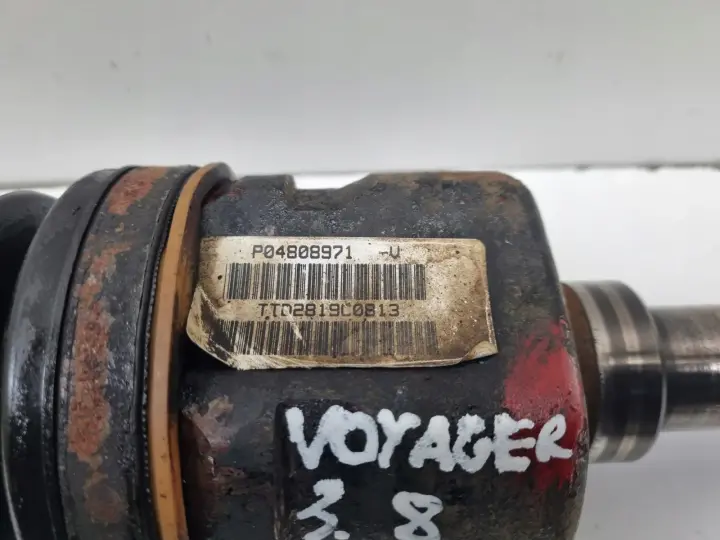 P04808971 -V
TTD2819C0813
VOYAGER
3.8